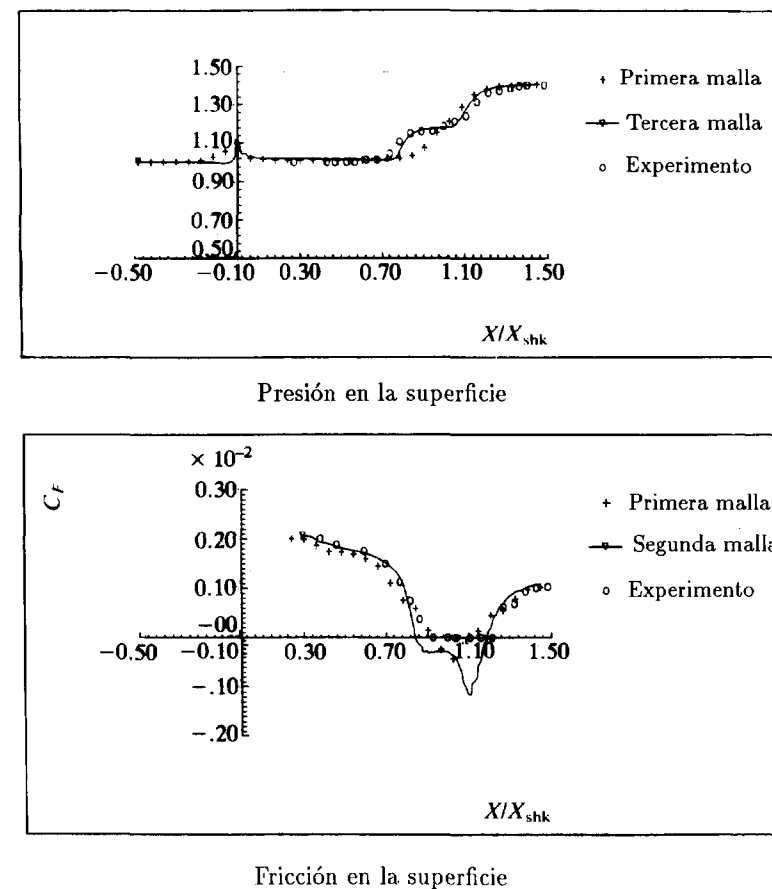 1.50
1.30
1.10
0.90
0.70
0.50
−0.50 −0.10 0.30 0.70 1.10 1.50
X/Xshk
+ Primera malla
Tercera malla
o Experimento
Presión en la superficie
CF
× 10−2
0.30
0.20
0.10
−00
−0.10
−.10
−.20
−0.50 0.30 0.70 1.10 1.50
X/Xshk
+ Primera malla
Segunda malla
o Experimento
Fricción en la superficie